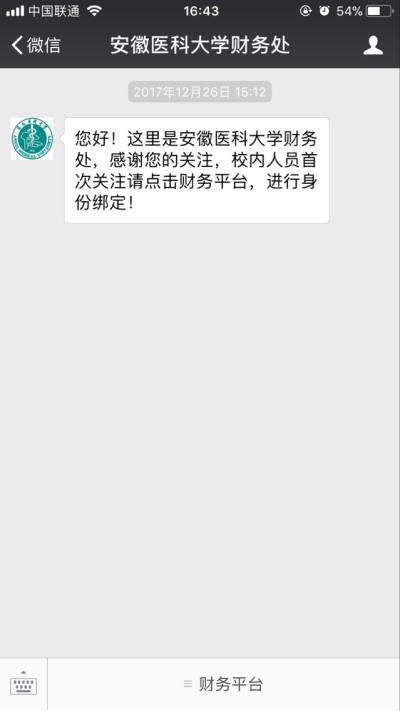 中国联通 16:43 54%
微信 安徽医科大学财务处
2017年12月26日 15:12
您好！这里是安徽医科大学财务
处，感谢您的关注，校内人员首
次关注请点击财务平台，进行身
份绑定！
财务平台